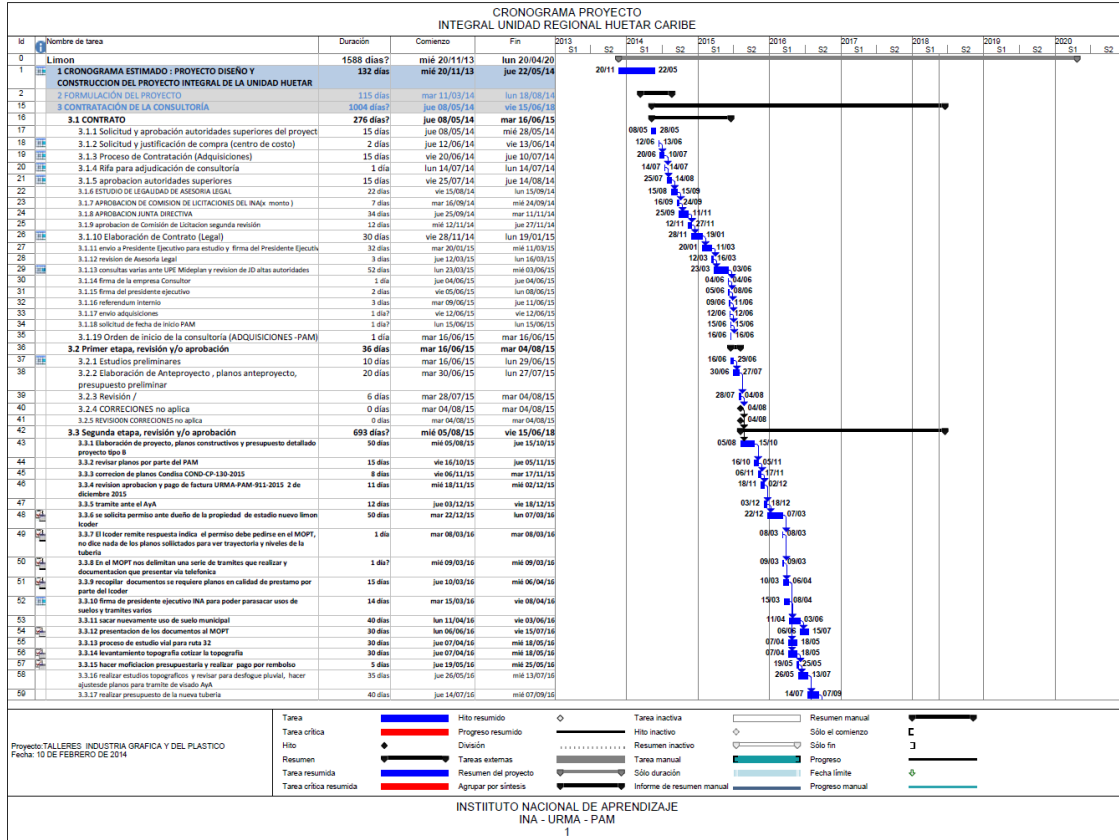 CRONOGRAMA PROYECTO
INTEGRAL UNIDAD REGIONAL HUETAR CARIBE
Id Nombre de tarea Duración Comienzo Fin 2013 2014 2015 2016 2017 2018 2019 2020
S1 S2 S1 S2 S1 S2 S1 S2 S1 S2 S1 S2 S1 S2 S1 S2
0 Limon 1588 días? mié 20/11/13 lun 20/04/20
1 1 CRONOGRAMA ESTIMADO : PROYECTO DISEÑO Y 132 días mié 20/11/13 jue 22/05/14 20/11 22/05
CONSTRUCCION DEL PROYECTO INTEGRAL DE LA UNIDAD HUETAR
2 2 FORMULACIÓN DEL PROYECTO 115 días mar 11/03/14 lun 18/08/14
15 3 CONTRATACIÓN DE LA CONSULTORÍA 1004 días? jue 08/05/14 vie 15/06/18
16 3.1 CONTRATO 276 días? jue 08/05/14 mar 16/06/15
17 3.1.1 Solicitud y aprobación autoridades superiores del proyect 15 días jue 08/05/14 mié 28/05/14 08/05 28/05
18 3.1.2 Solicitud y justificación de compra (centro de costo) 2 días jue 12/06/14 vie 13/06/14 12/06 13/06
19 3.1.3 Proceso de Contratación (Adquisiciones) 15 días vie 20/06/14 jue 10/07/14 20/06 10/07
20 3.1.4 Rifa para adjudicación de consultoría 1 día lun 14/07/14 lun 14/07/14 14/07 14/07
21 3.1.5 aprobacion autoridades superiores 15 días vie 25/07/14 jue 14/08/14 25/07 14/08
22 3.1.6 ESTUDIO DE LEGALIDAD DE ASESORIA LEGAL 22 días vie 15/08/14 lun 15/09/14 15/08 15/09
23 3.1.7 APROBACION DE COMISION DE LICITACIONES DEL INA(x monto ) 7 días mar 16/09/14 mié 24/09/14 16/09 24/09
24 3.1.8 APROBACION JUNTA DIRECTIVA 34 días jue 25/09/14 mar 11/11/14 25/09 11/11
25 3.1.9 aprobacion de Comisión de Licitacion segunda revisión 12 días mié 12/11/14 jue 27/11/14 12/11 27/11
26 3.1.10 Elaboración de Contrato (Legal) 30 días vie 28/11/14 lun 19/01/15 28/11 19/01
27 3.1.11 envio a Presidente Ejecutivo para estudio y firma del Presidente Ejecutiv 32 días mar 20/01/15 mié 11/03/15 20/01 11/03
28 3.1.12 revision de Asesoria Legal 3 días jue 12/03/15 lun 16/03/15 12/03 16/03
29 3.1.13 consultas varias ante UPE Mideplan y revision de JD altas autoridades 52 días lun 23/03/15 mié 03/06/15 23/03 03/06
30 3.1.14 firma de la empresa Consultor 1 día jue 04/06/15 jue 04/06/15 04/06 04/06
31 3.1.15 firma del presidente ejecutivo 2 días vie 05/06/15 lun 08/06/15 05/06 08/06
32 3.1.16 referendum interno 3 días mar 09/06/15 jue 11/06/15 09/06 11/06
33 3.1.17 envio adquisiciones 1 día? vie 12/06/15 vie 12/06/15 12/06 12/06
34 3.1.18 solicitud de fecha de inicio PAM 1 día? lun 15/06/15 lun 15/06/15 15/06 15/06
35 3.1.19 Orden de inicio de la consultoría (ADQUISICIONES -PAM) 1 día mar 16/06/15 mar 16/06/15 16/06 16/06
36 3.2 Primer etapa, revisión y/o aprobación 36 días mar 16/06/15 mar 04/08/15
37 3.2.1 Estudios preliminares 10 días mar 16/06/15 lun 29/06/15 16/06 29/06
38 3.2.2 Elaboración de Anteproyecto , planos anteproyecto, 20 días mar 30/06/15 lun 27/07/15 30/06 27/07
presupuesto preliminar
39 3.2.3 Revisión / 6 días mar 28/07/15 mar 04/08/15 28/07 04/08
40 3.2.4 CORRECIONES no aplica 0 días mar 04/08/15 mar 04/08/15 04/08
41 3.2.5 REVISIOON CORRECIONES no aplica 0 días mar 04/08/15 mar 04/08/15 04/08
42 3.3 Segunda etapa, revisión y/o aprobación 693 días? mié 05/08/15 vie 15/06/18
43 3.3.1 Elaboración de proyecto, planos constructivos y presupuesto detallado 50 días mié 05/08/15 jue 15/10/15 05/08 15/10
proyecto tipo B
44 3.3.2 revisar planos por parte del PAM 15 días vie 16/10/15 jue 05/11/15 16/10 05/11
45 3.3.3 correcion de planos Condisa COND-CP-130-2015 8 días vie 06/11/15 mar 17/11/15 06/11 17/11
46 3.3.4 revision aprobacion y pago de factura URMA-PAM-911-2015 2 de 11 días mié 18/11/15 mié 02/12/15 18/11 02/12
diciembre 2015
47 3.3.5 tramite ante el AyA 12 días jue 03/12/15 vie 18/12/15 03/12 18/12
48 3.3.6 se solicita permiso ante dueño de la propiedad de estadio nuevo limon 50 días mar 22/12/15 lun 07/03/16 22/12 07/03
Icoder
49 3.3.7 El Icoder remite respuesta indica el permiso debe pedirse en el MOPT, 1 día mar 08/03/16 mar 08/03/16 08/03 08/03
no dice nada de los planos soliictados para ver trayectoria y niveles de la
tuberia
50 3.3.8 En el MOPT nos delimitan una serie de tramites que realizar y 1 día? mié 09/03/16 mié 09/03/16 09/03 09/03
documentacion que presentar via telefonica
51 3.3.9 recopilar documentos se requiere planos en calidad de prestamo por 15 días jue 10/03/16 mié 06/04/16 10/03 06/04
parte del Icoder
52 3.3.10 firma de presidente ejecutivo INA para poder parasacar usos de 14 días mar 15/03/16 vie 08/04/16 15/03 08/04
suelos y tramites varios
53 3.3.11 sacar nuevamente uso de suelo municipal 40 días lun 11/04/16 vie 03/06/16 11/04 03/06
54 3.3.12 presentacion de los documentos al MOPT 30 días lun 06/06/16 vie 15/07/16 06/06 15/07
55 3.3.13 proceso de estudio vial para ruta 32 30 días jue 07/04/16 mié 18/05/16 07/04 18/05
56 3.3.14 levantamiento topografia cotizar la topografia 30 días jue 07/04/16 mié 18/05/16 07/04 18/05
57 3.3.15 hacer moficiacion presupuestaria y realizar pago por rembolso 5 días jue 19/05/16 mié 25/05/16 19/05 25/05
58 3.3.16 realizar estudios topograficos y revisar para desfogue pluvial, hacer 35 días jue 26/05/16 mié 13/07/16 26/05 13/07
ajustesde planos para tramite de visado AyA
59 3.3.17 realizar presupuesto de la nueva tuberia 40 días jue 14/07/16 mié 07/09/16 14/07 07/09
Proyecto:TALLERES INDUSTRIA GRAFICA Y DEL PLASTICO
Fecha: 10 DE FEBRERO DE 2014
Tarea Hito resumido Tarea inactiva Resumen manual
Tarea crítica Progreso resumido Hito inactivo Sólo el comienzo
Hito División Resumen inactivo Sólo fin
Resumen Tareas externas Tarea manual Progreso
Tarea resumida Resumen del proyecto Sólo duración Fecha límite
Tarea crítica resumida Agrupar por síntesis Informe de resumen manual Progreso manual
INSTIITUTO NACIONAL DE APRENDIZAJE
INA - URMA - PAM
1